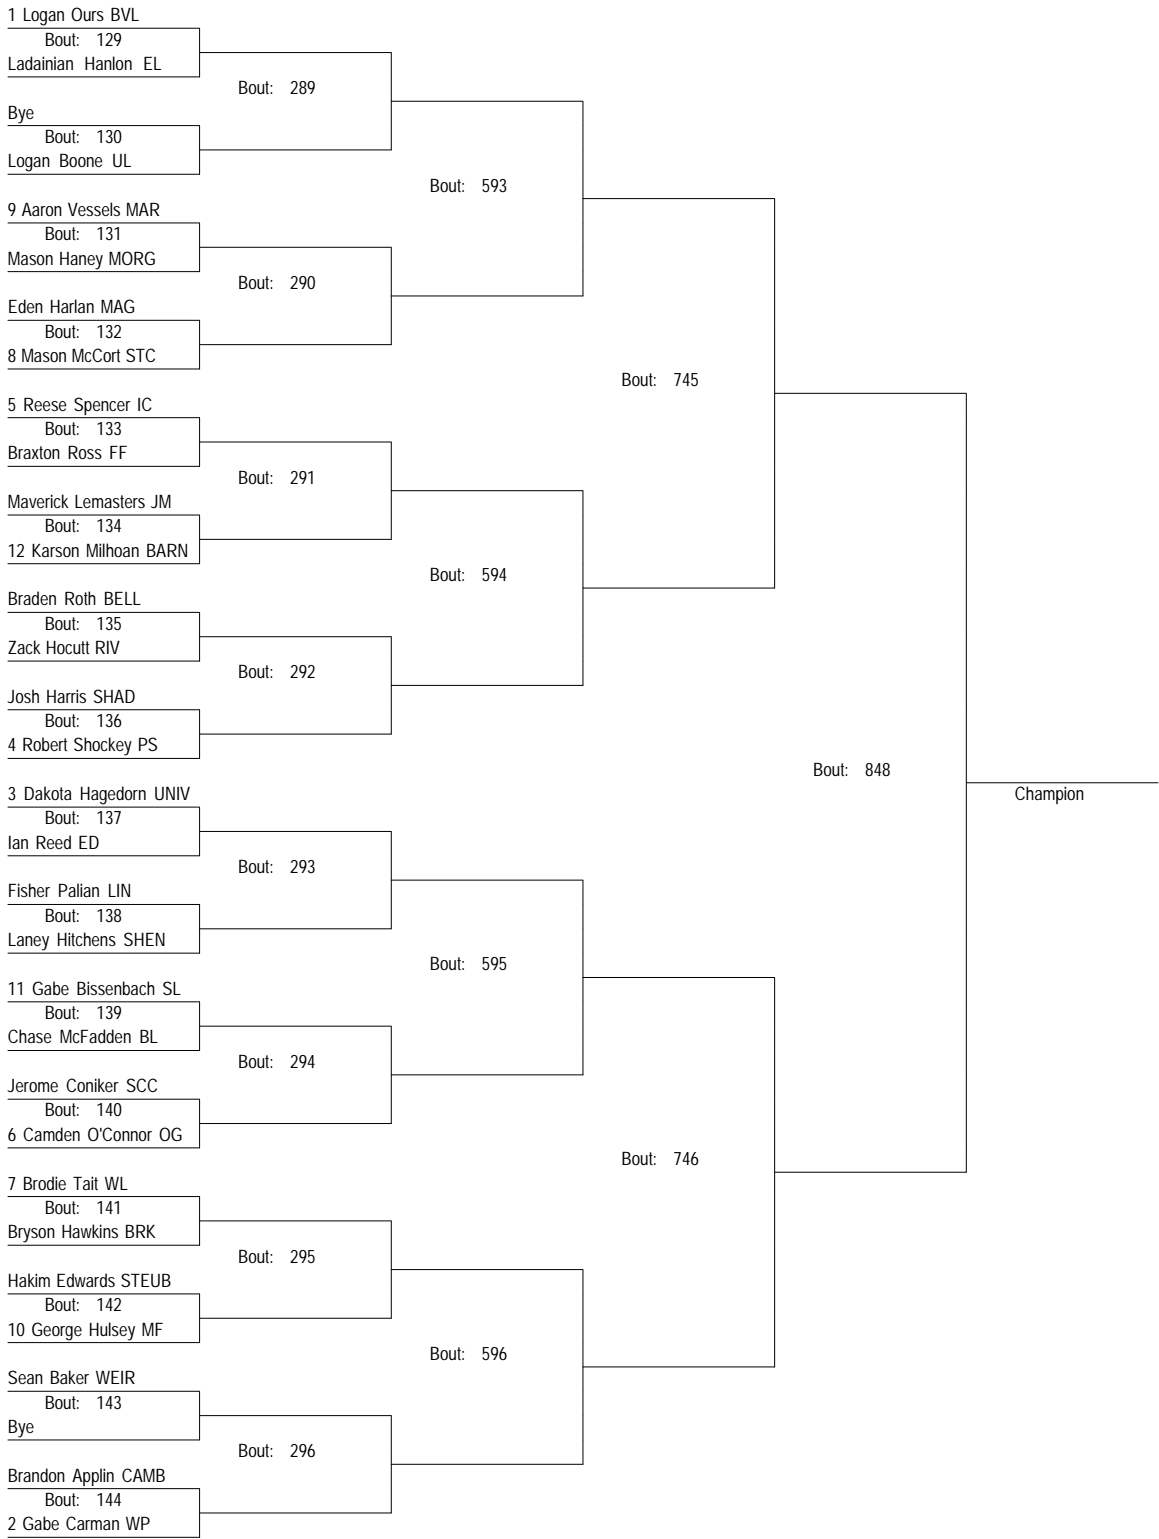 1 Logan Ours BVL
Bout: 129
Ladainian Hanlon EL
Bout: 289
Bye
Bout: 130
Logan Boone UL
Bout: 593
9 Aaron Vessels MAR
Bout: 131
Mason Haney MORG
Bout: 290
Eden Harlan MAG
Bout: 132
8 Mason McCort STC
Bout: 745
5 Reese Spencer IC
Bout: 133
Braxton Ross FF
Bout: 291
Maverick Lemasters JM
Bout: 134
12 Karson Milhoan BARN
Bout: 594
Braden Roth BELL
Bout: 135
Zack Hocutt RIV
Bout: 292
Josh Harris SHAD
Bout: 136
4 Robert Shockey PS
Bout: 848
Champion
3 Dakota Hagedorn UNIV
Bout: 137
Ian Reed ED
Bout: 293
Fisher Palian LIN
Bout: 138
Laney Hitchens SHEN
Bout: 595
11 Gabe Bissenbach SL
Bout: 139
Chase McFadden BL
Bout: 294
Jerome Coniker SCC
Bout: 140
6 Camden O'Connor OG
Bout: 746
7 Brodie Tait WL
Bout: 141
Bryson Hawkins BRK
Bout: 295
Hakim Edwards STEUB
Bout: 142
10 George Hulsey MF
Bout: 596
Sean Baker WEIR
Bout: 143
Bye
Bout: 296
Brandon Applin CAMB
Bout: 144
2 Gabe Carman WP